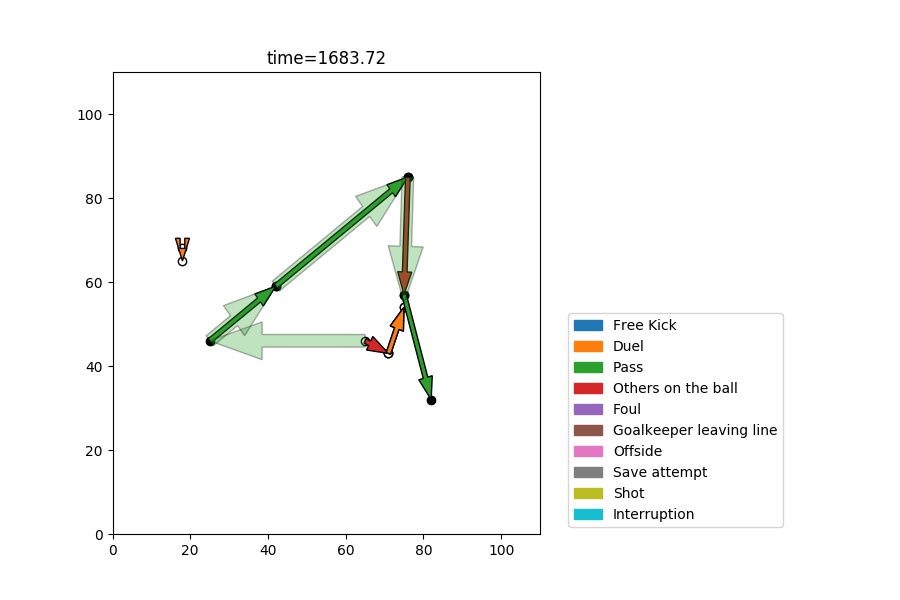 time=1683.72
100
80
60
40
20
0
0 20 40 60 80 100
Free Kick
Duel
Pass
Others on the ball
Foul
Goalkeeper leaving line
Offside
Save attempt
Shot
Interruption